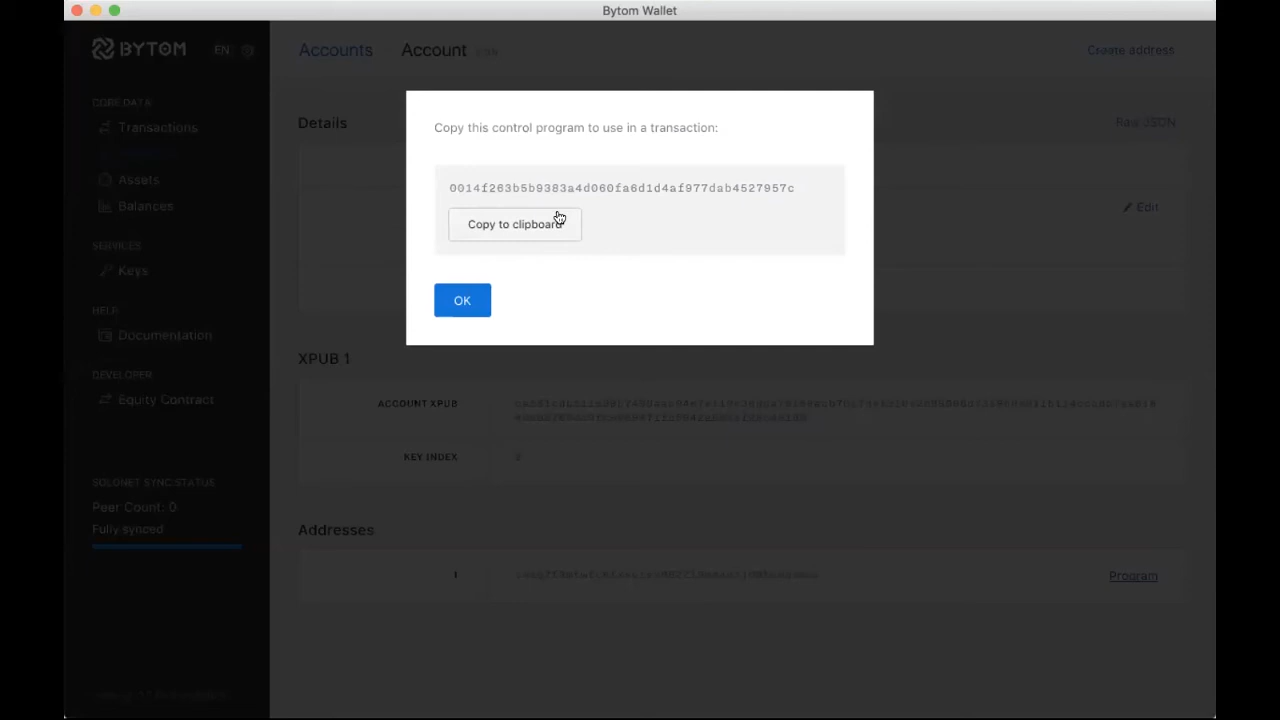 Bytom Wallet
BYTOM
EN
Accounts
Account
Create address
CORE DATA
Transactions
Assets
Balances
SERVICES
Keys
HELP
Documentation
DEVELOPER
Equity Contract
SOLONET SYNC STATUS
Peer Count: 0
Fully synced
Details
Raw JSON
Edit
Copy this control program to use in a transaction:
0014f263b5b9383a4d060fa6d1d4af977dab4527957c
Copy to clipboard
OK
XPUB 1
ACCOUNT XPUB
KEY INDEX
Addresses
1
Program